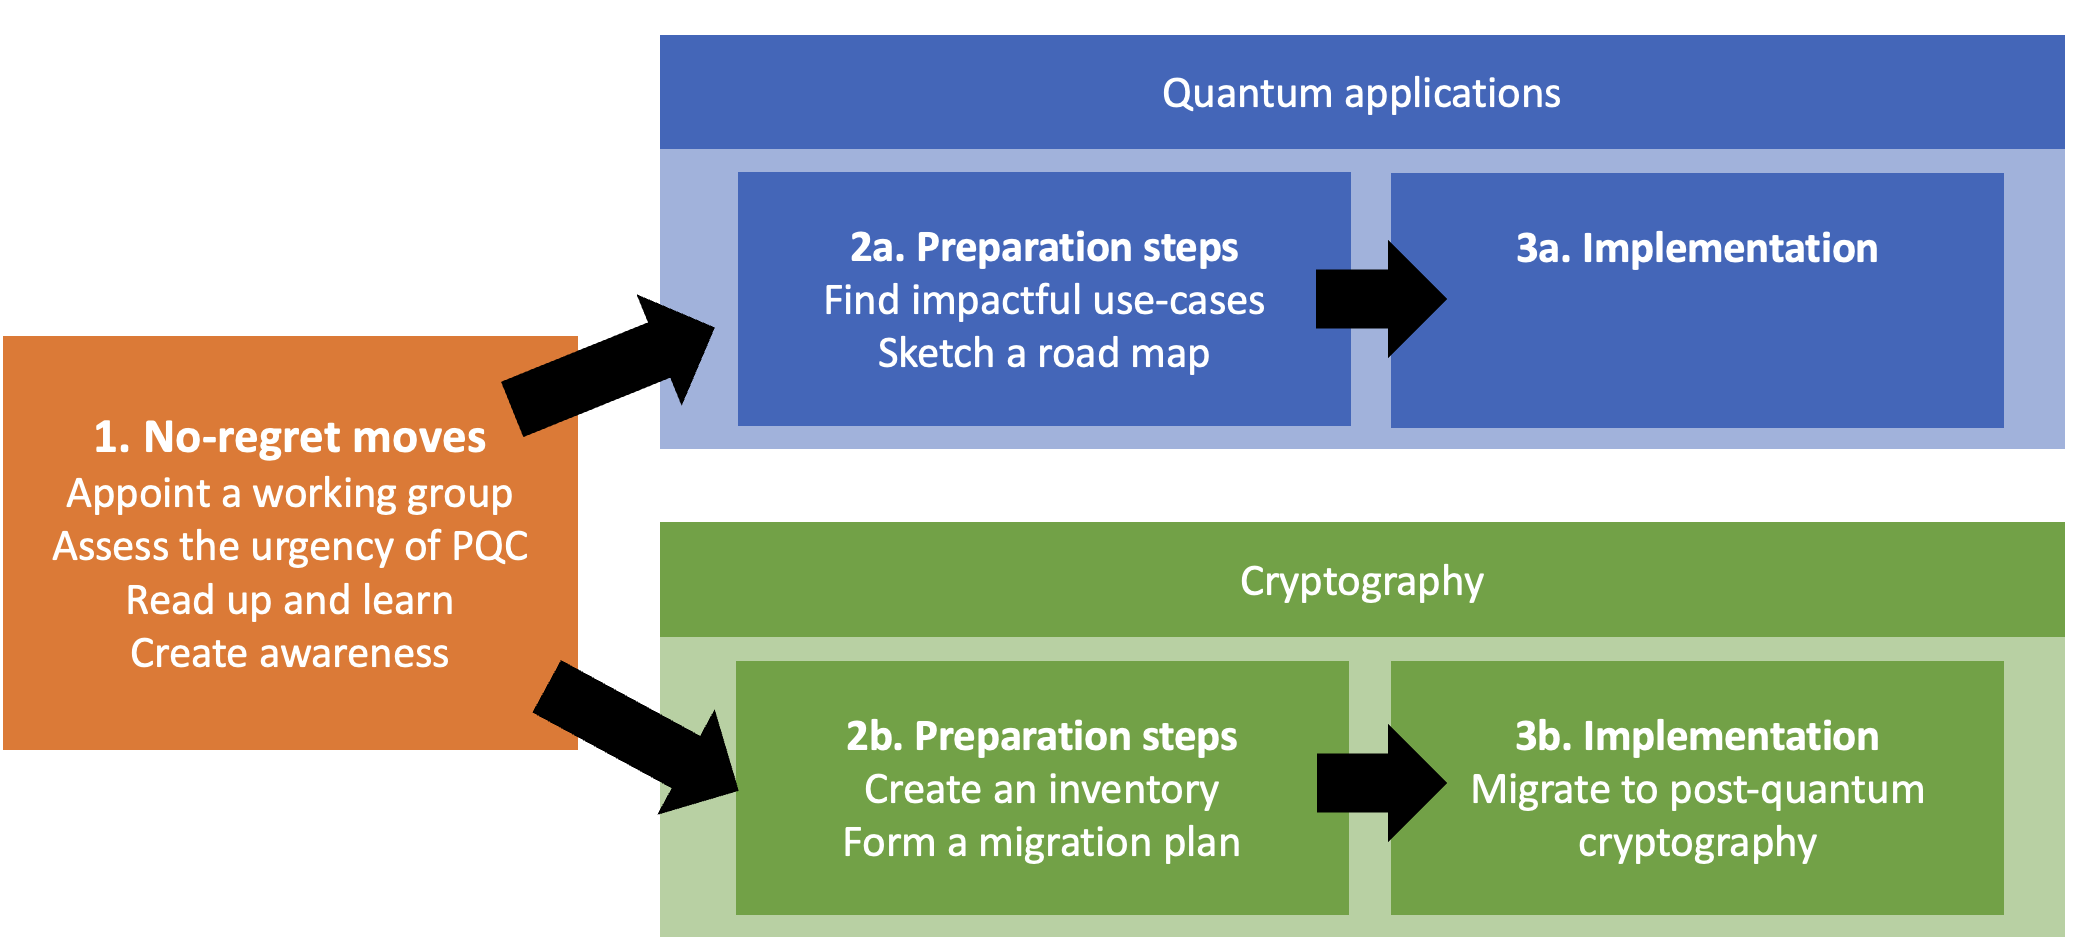 Quantum applications
2a. Preparation steps
Find impactful use-cases
Sketch a road map
3a. Implementation
1. No-regret moves
Appoint a working group
Assess the urgency of PQC
Read up and learn
Create awareness
Cryptography
2b. Preparation steps
Create an inventory
Form a migration plan
3b. Implementation
Migrate to post-quantum
cryptography